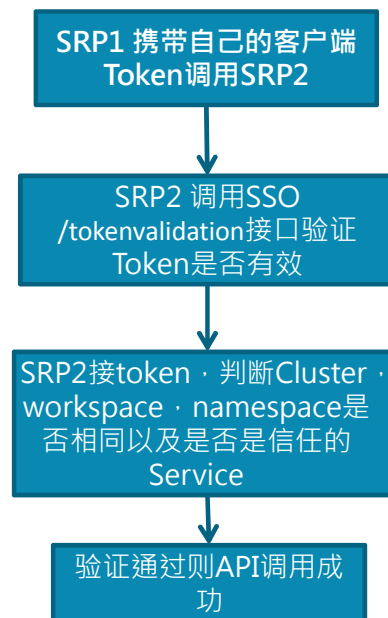 SRP1 携带自己的客户端
Token调用SRP2
SRP2 调用SSO
/tokenvalidation接口验证
Token是否有效
SRP2接token，判断Cluster，
workspace，namespace是
否相同以及是否是信任的
Service
验证通过则API调用成
功